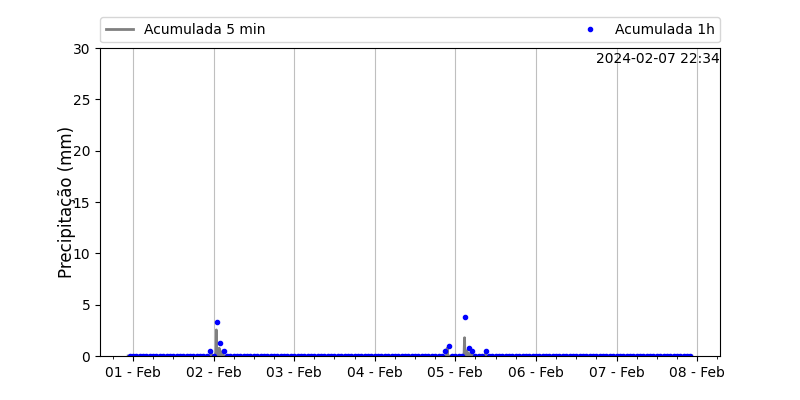 Acumulada 5 min
Acumulada 1h
2024-02-07 22:34
Precipitação (mm)
30
25
20
15
10
5
0
01 - Feb
02 - Feb
03 - Feb
04 - Feb
05 - Feb
06 - Feb
07 - Feb
08 - Feb